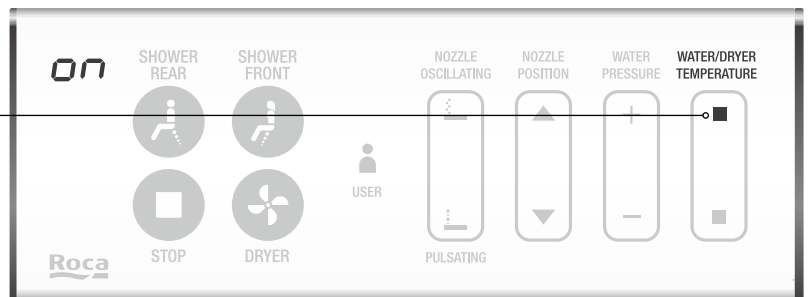 on
SHOWER
REAR
SHOWER
FRONT
NOZZLE
OSCILLATING
NOZZLE
POSITION
WATER
PRESSURE
WATER/DRYER
TEMPERATURE
USER
STOP
DRYER
PULSATING
Roca